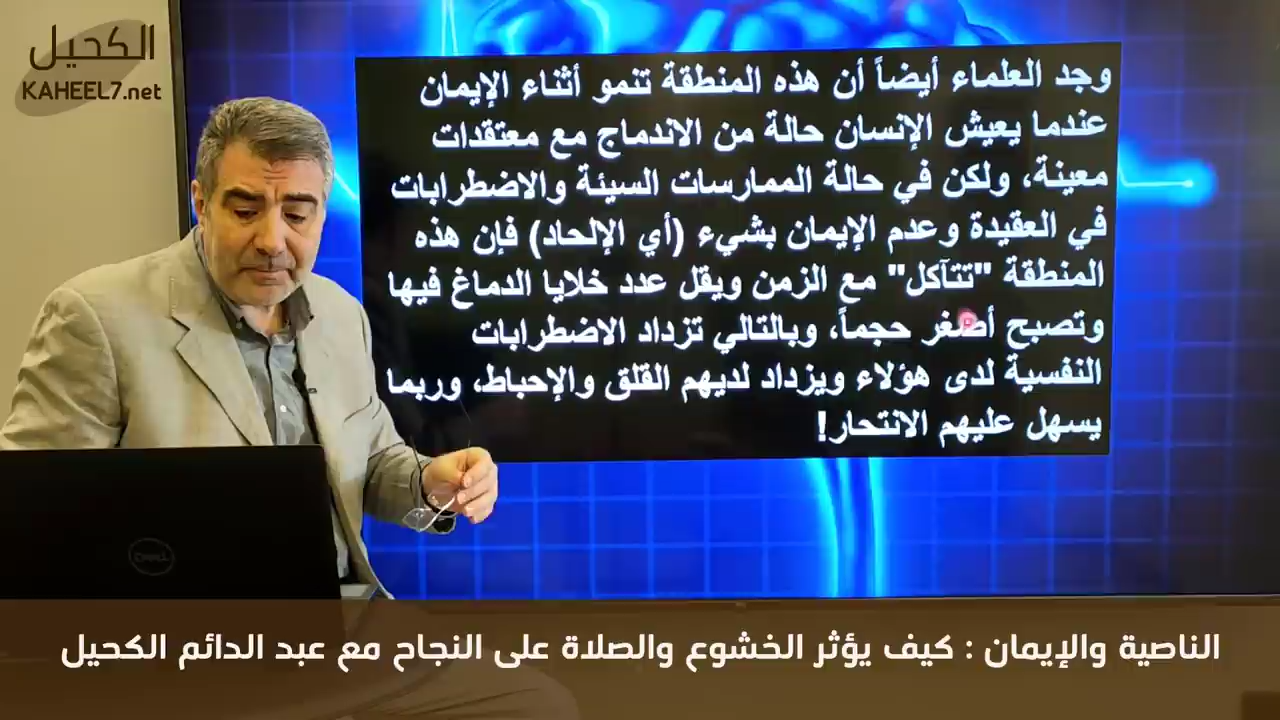 الكحيل
KAHEEL7.net
وجد العلماء أيضاً أن هذه المنطقة تنمو أثناء الإيمان
عندما يعيش الإنسان حالة من الاندماج مع معتقدات
معينة، ولكن في حالة الممارسات السيئة والاضطرابات
في العقيدة وعدم الإيمان بشيء (أي الإلحاد) فإن هذه
المنطقة "تتآكل" مع الزمن ويقل عدد خلايا الدماغ فيها
وتصبح أصغر حجماً، وبالتالي تزداد الاضطرابات
النفسية لدى هؤلاء ويزداد لديهم القلق والإحباط، وربما
يسهل عليهم الانتحار!
DELL
الناصية والإيمان : كيف يؤثر الخشوع والصلاة على النجاح مع عبد الدائم الكحيل